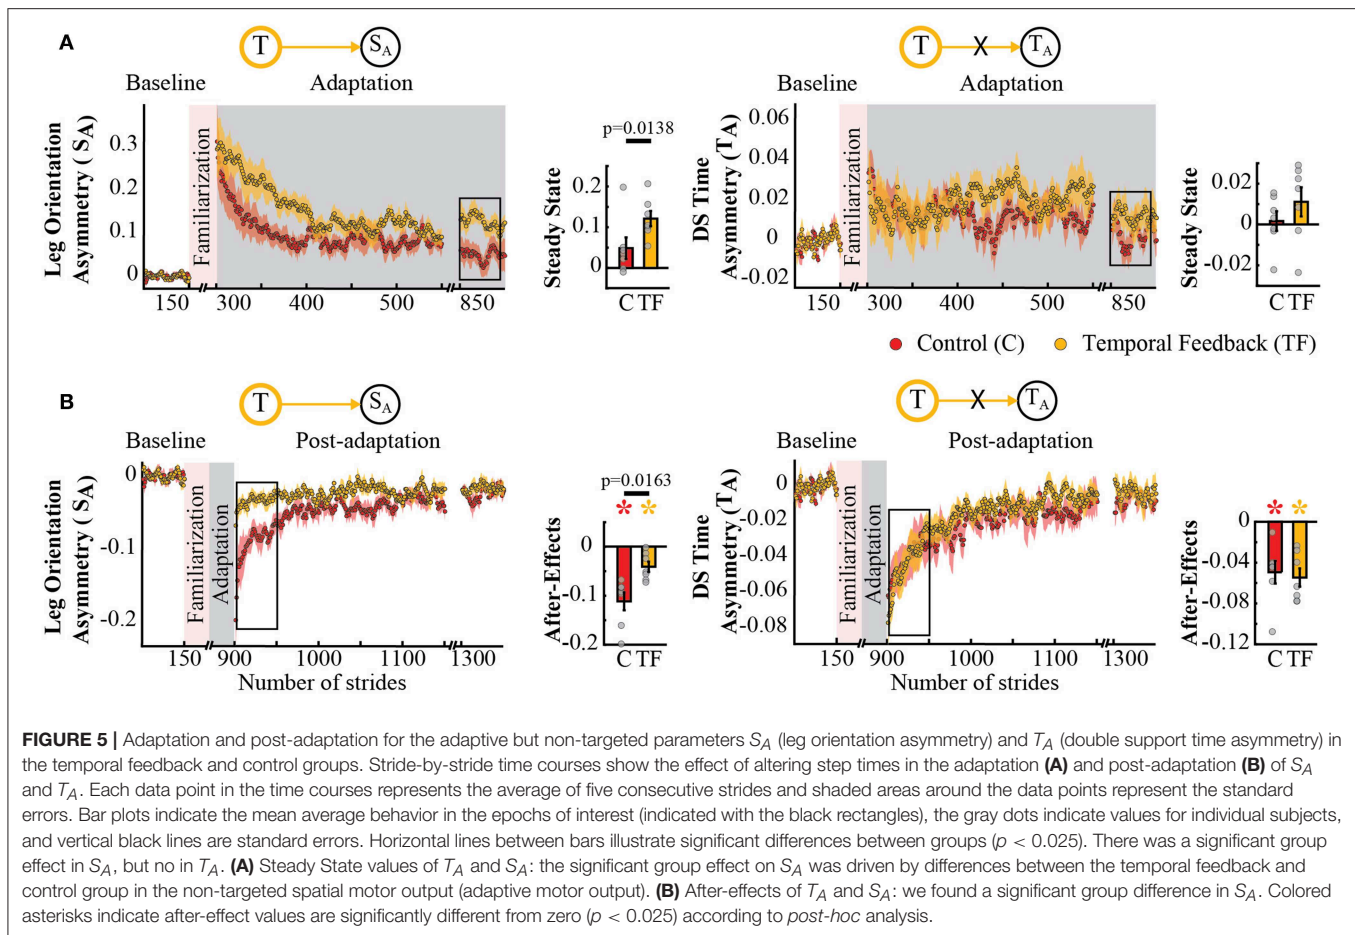 A
T
S_A
T
X
T_A
Baseline
Adaptation
Baseline
Adaptation
Leg Orientation
Asymmetry ( S_A)
0.3
0.2
0.1
0
Familiarization
150
300
400
500
850
p=0.0138
Steady State
0.2
0.1
0
C TF
DS Time
Asymmetry (T_A)
0.06
0.04
0.02
0
-0.02
Familiarization
150
300
400
500
850
Steady State
0.02
0
-0.02
C TF
Control (C)
Temporal Feedback (TF)
B
T
S_A
T
X
T_A
Baseline
Post-adaptation
Baseline
Post-adaptation
Leg Orientation
Asymmetry ( S_A)
0
-0.1
-0.2
Familiarization
Adaptation
150
900
1000
1100
1300
Number of strides
p=0.0163
* *
After-Effects
0
-0.1
-0.2
C TF
DS Time
Asymmetry (T_A)
0
-0.02
-0.04
-0.06
-0.08
Familiarization
Adaptation
150
900
1000
1100
1300
Number of strides
* *
After-Effects
0
-0.04
-0.08
-0.12
C TF
FIGURE 5 | Adaptation and post-adaptation for the adaptive but non-targeted parameters S_A (leg orientation asymmetry) and T_A (double support time asymmetry) in
the temporal feedback and control groups. Stride-by-stride time courses show the effect of altering step times in the adaptation (A) and post-adaptation (B) of S_A
and T_A. Each data point in the time courses represents the average of five consecutive strides and shaded areas around the data points represent the standard
errors. Bar plots indicate the mean average behavior in the epochs of interest (indicated with the black rectangles), the gray dots indicate values for individual subjects,
and vertical black lines are standard errors. Horizontal lines between bars illustrate significant differences between groups (p < 0.025). There was a significant group
effect in S_A, but no in T_A. (A) Steady State values of T_A and S_A: the significant group effect on S_A was driven by differences between the temporal feedback and
control group in the non-targeted spatial motor output (adaptive motor output). (B) After-effects of T_A and S_A: we found a significant group difference in S_A. Colored
asterisks indicate after-effect values are significantly different from zero (p < 0.025) according to post-hoc analysis.